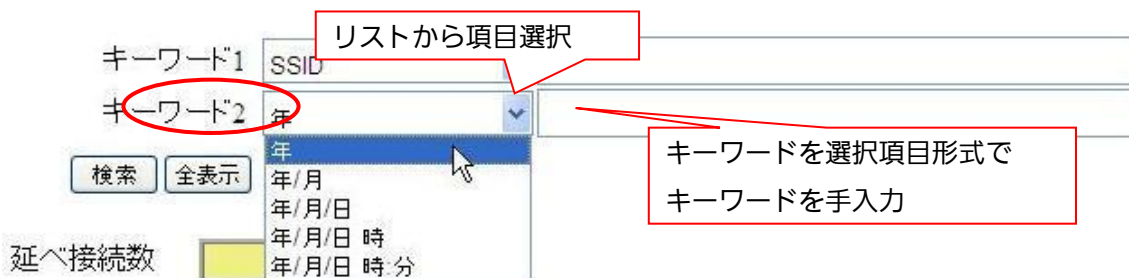 リストから項目選択
キーワード1 SSID
キーワード2 年
年
検索 全表示 年/月
年/月/日
年/月/日 時
延べ接続数 年/月/日 時:分
キーワードを選択項目形式で
キーワードを手入力